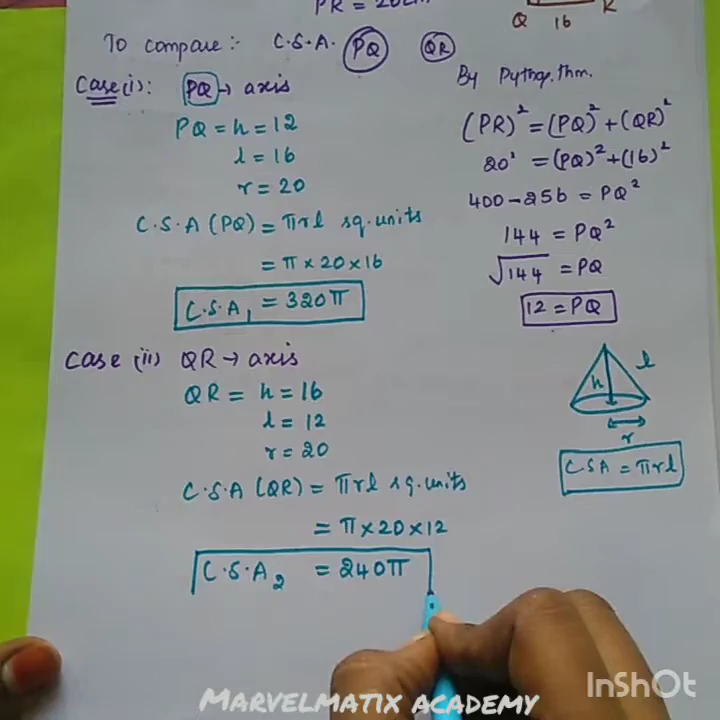 PR = 20cm
Q 16 R
To compare:- C.S.A. PQ QR
Case(i): PQ → axis
PQ = h = 12
l = 16
r = 20
C.S.A (PQ) = πrl sq.units
= π × 20 × 16
C.S.A₁ = 320π
By Pythag.thm.
(PR)² = (PQ)² + (QR)²
20² = (PQ)² + (16)²
400 - 256 = PQ²
144 = PQ²
√144 = PQ
12 = PQ
Case (ii) QR → axis
QR = h = 16
l = 12
r = 20
C.S.A (QR) = πrl sq.units
= π × 20 × 12
C.S.A₂ = 240π
h l
r
C.S.A = πrl
MARVELMATIX ACADEMY
InShOt